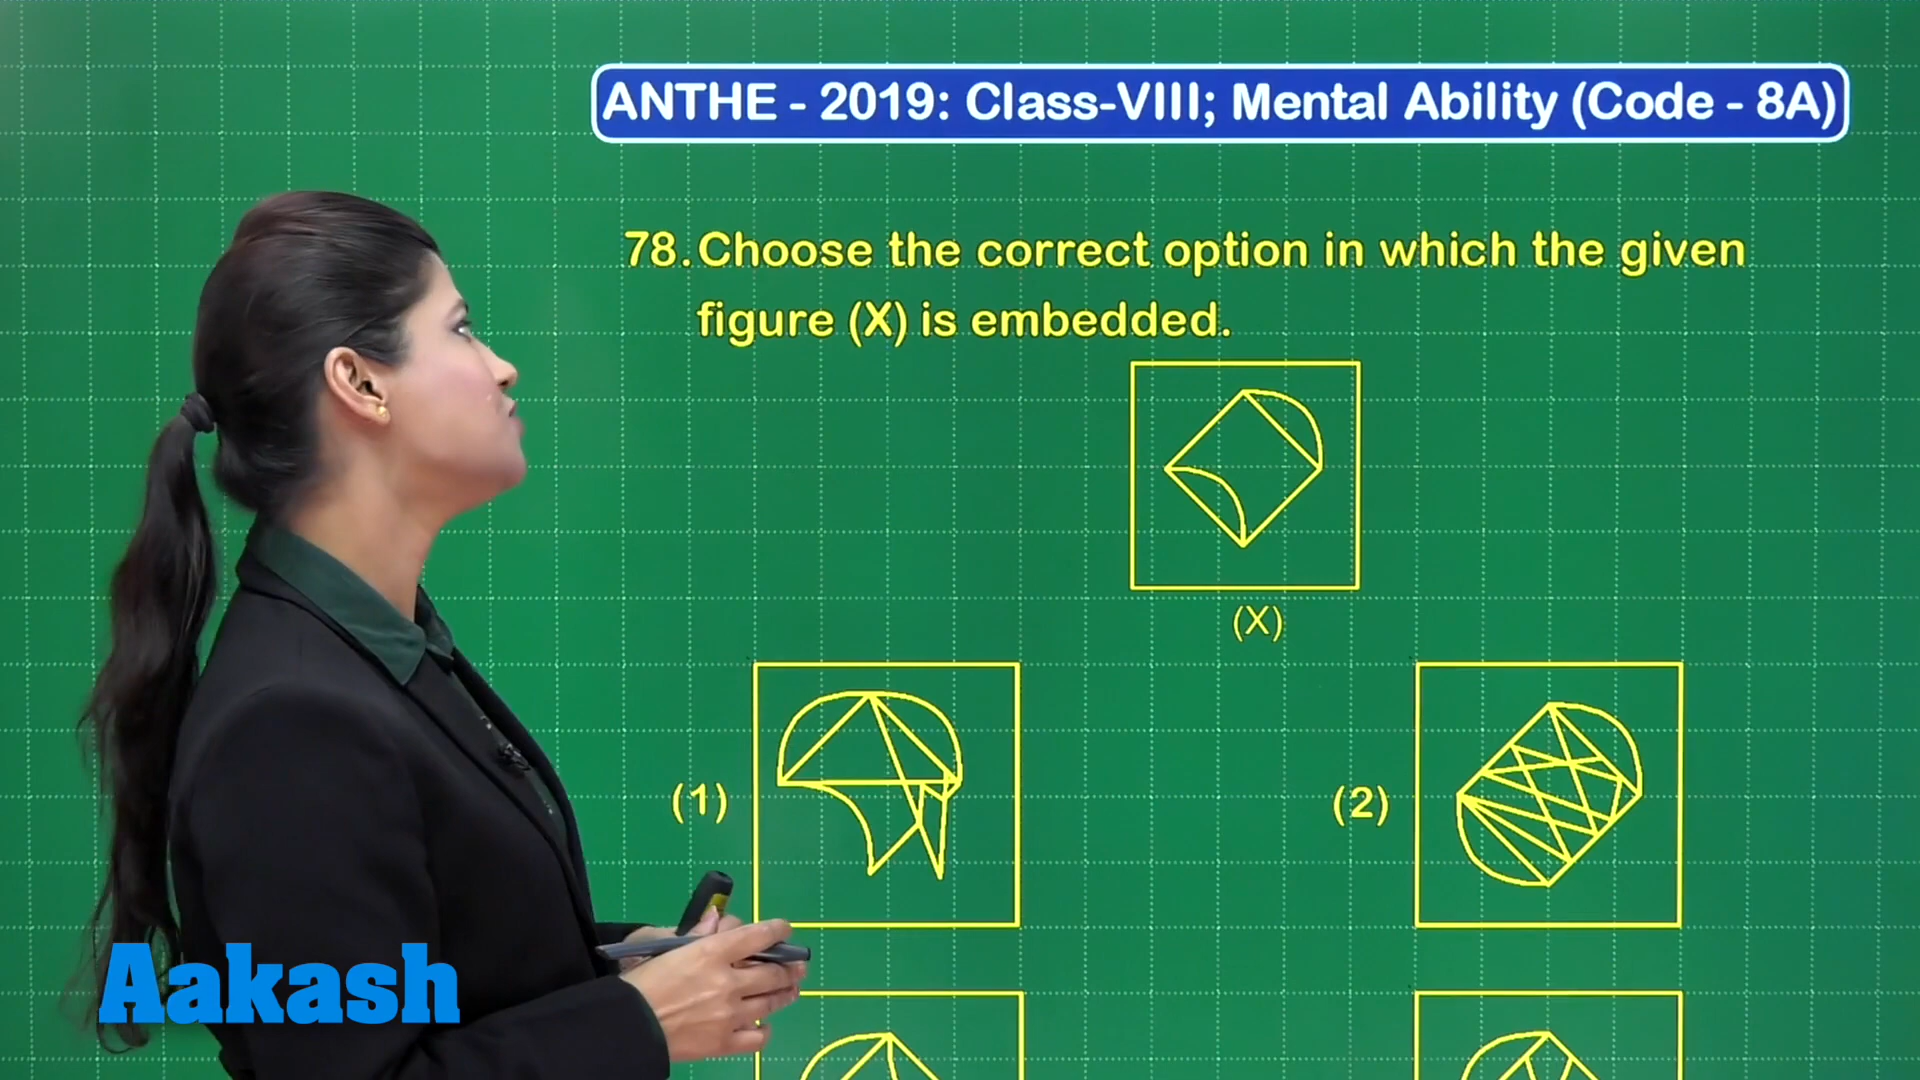 ANTHE - 2019: Class-VIII; Mental Ability (Code - 8A)
78. Choose the correct option in which the given
figure (X) is embedded.
(X)
(1)
(2)
Aakash